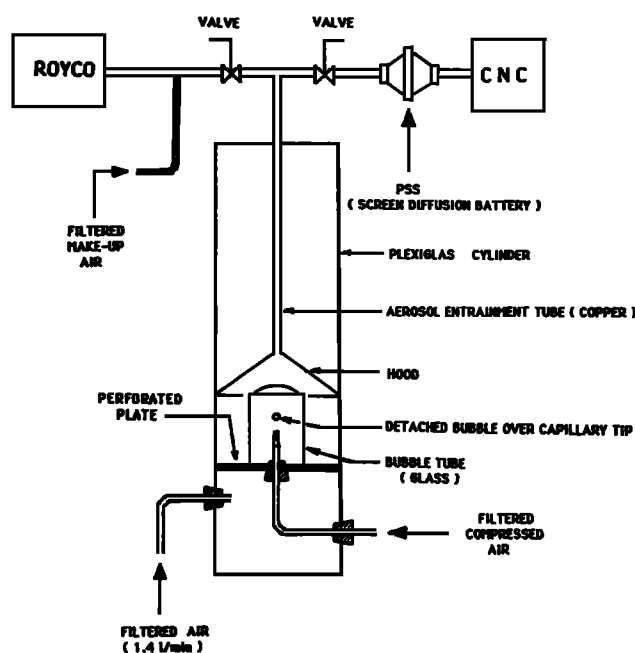 VALVE
VALVE
ROYCO
CNC
PSS
( SCREEN DIFFUSION BATTERY )
FILTERED
MAKE-UP
AIR
PLEXIGLAS CYLINDER
AEROSOL ENTRAINMENT TUBE ( COPPER )
HOOD
PERFORATED
PLATE
DETACHED BUBBLE OVER CAPILLARY TIP
BUBBLE TUBE
( GLASS )
FILTERED
COMPRESSED
AIR
FILTERED AIR
( 1,4 l/min )